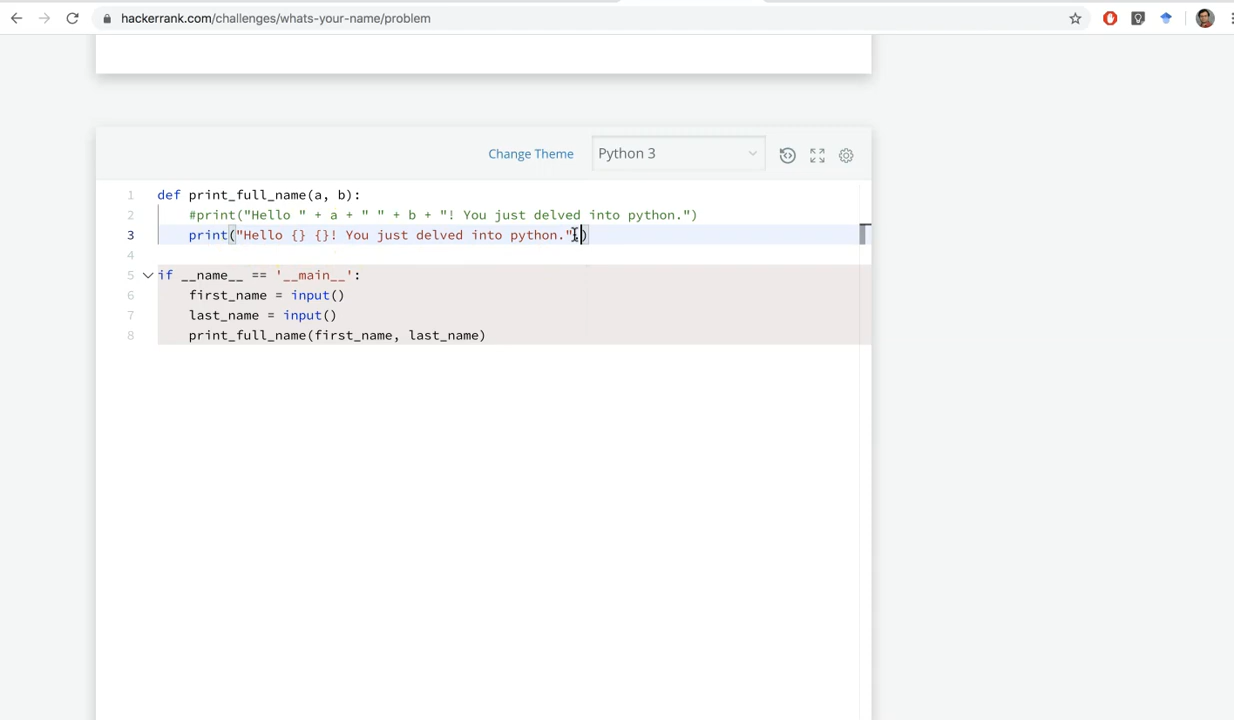 hackerrank.com/challenges/whats-your-name/problem
Change Theme
Python 3
1 def print_full_name(a, b):
2 #print("Hello " + a + " " + b + "! You just delved into python.")
3 print("Hello {} {}! You just delved into python.")
4
5 if __name__ == '__main__':
6 first_name = input()
7 last_name = input()
8 print_full_name(first_name, last_name)